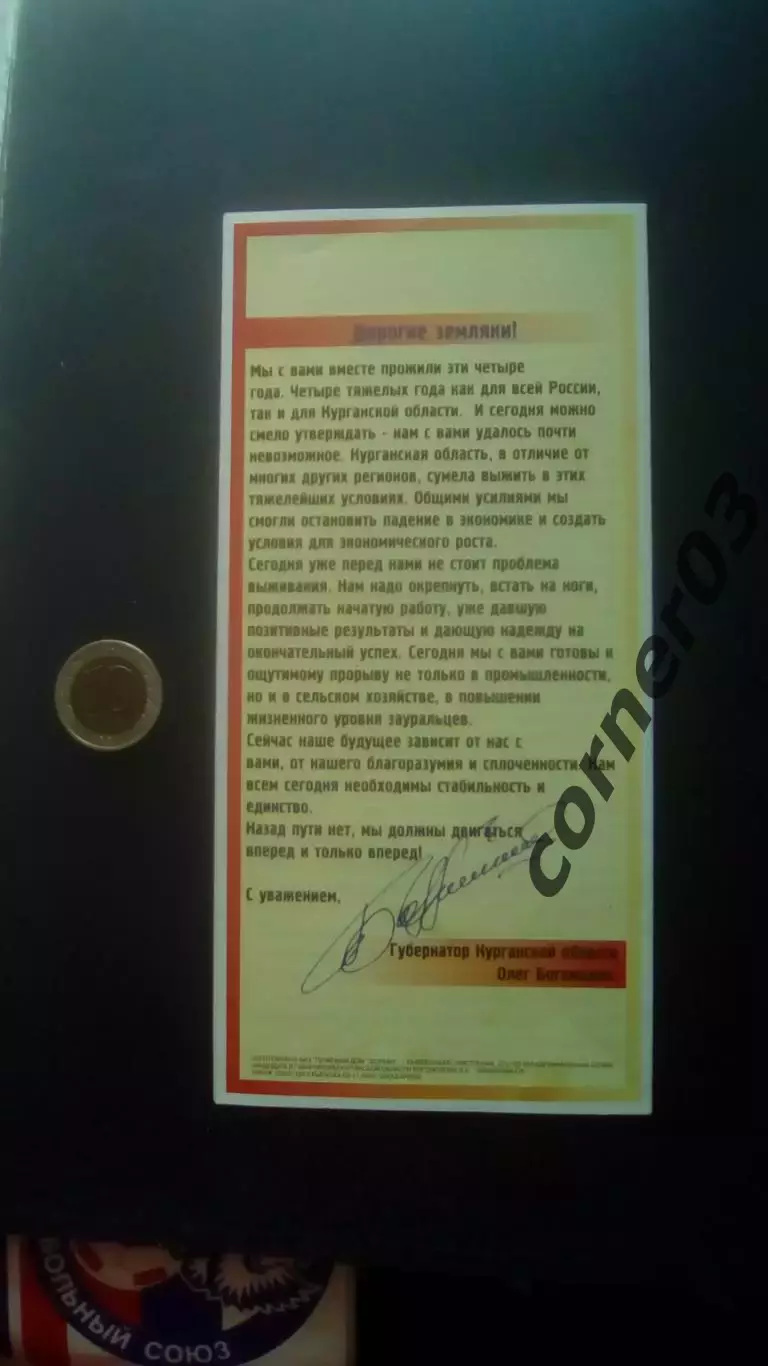 Дорогие земляки!
Мы с вами вместе прожили эти четыре
года. Четыре тяжелых года как для всей России,
так и для Курганской области. И сегодня можно
смело утверждать - нам с вами удалось почти
невозможное. Курганская область, в отличие от
многих других регионов, сумела выжить в этих
тяжелейших условиях. Общими усилиями мы
смогли остановить падение в экономике и создать
условия для экономического роста.
Сегодня уже перед нами не стоит проблема
выживания. Нам надо окрепнуть, встать на ноги,
продолжать начатую работу, уже давшую
позитивные результаты и дающую надежду на
окончательный успех. Сегодня мы с вами готовы и
ощутимому прорыву не только в промышленности,
но и в сельском хозяйстве, в повышении
жизненного уровня зауральцев.
Сейчас наше будущее зависит от нас с
вами, от нашего благоразумия и сплоченности. Нам
всем сегодня необходимы стабильность и
единство.
Назад пути нет, мы должны двигаться
вперед и только вперед!
С уважением,
Губернатор Курганской области
Олег Богомолов
corner03
ВОЛЬНЫЙ СОЮЗ